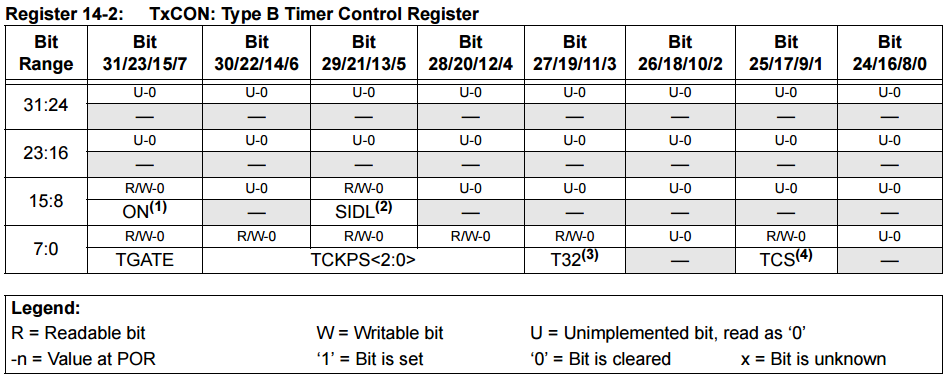 Register 14-2: TxCON: Type B Timer Control Register
Bit Range Bit 31/23/15/7 Bit 30/22/14/6 Bit 29/21/13/5 Bit 28/20/12/4 Bit 27/19/11/3 Bit 26/18/10/2 Bit 25/17/9/1 Bit 24/16/8/0
31:24 U-0 U-0 U-0 U-0 U-0 U-0 U-0 U-0
— — — — — — — —
23:16 U-0 U-0 U-0 U-0 U-0 U-0 U-0 U-0
— — — — — — — —
15:8 R/W-0 U-0 R/W-0 U-0 U-0 U-0 U-0 U-0
ON(1) — SIDL(2) — — — — —
7:0 R/W-0 R/W-0 R/W-0 R/W-0 R/W-0 U-0 R/W-0 U-0
TGATE TCKPS<2:0> T32(3) — TCS(4) —
Legend:
R = Readable bit W = Writable bit U = Unimplemented bit, read as ‘0’
-n = Value at POR ‘1’ = Bit is set ‘0’ = Bit is cleared x = Bit is unknown